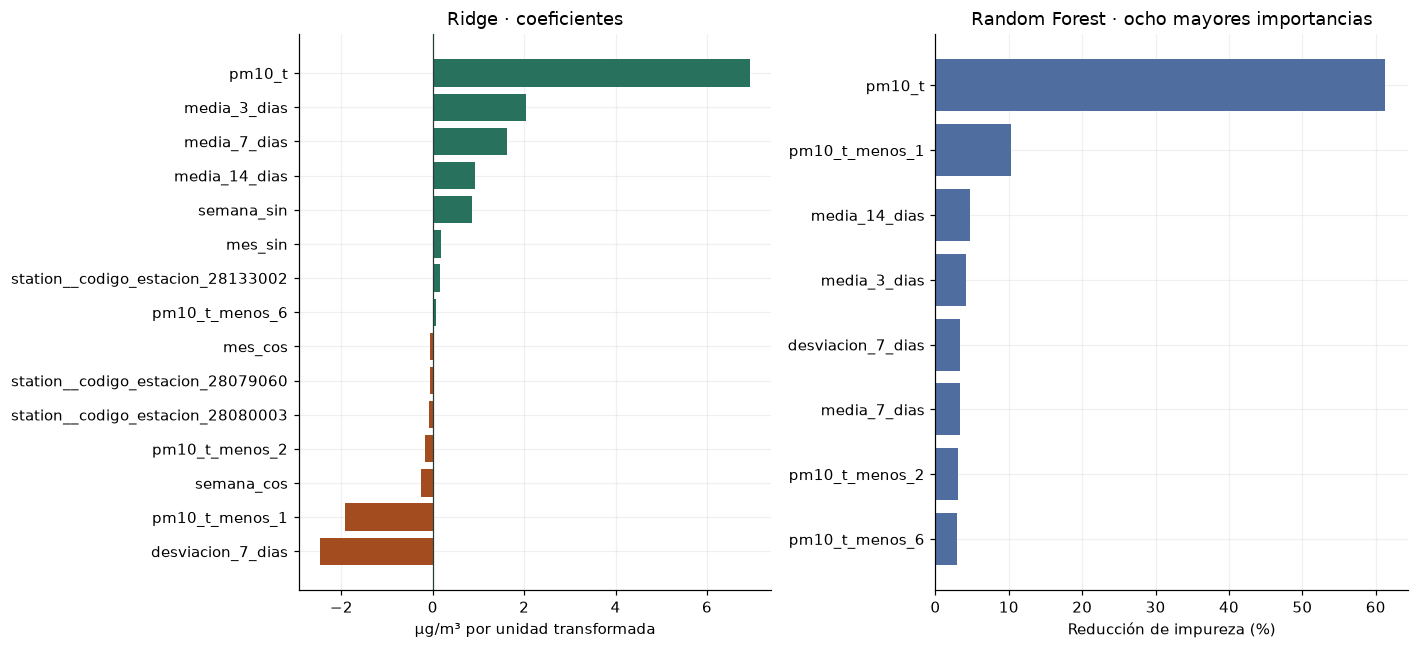 Ridge · coeficientes
pm10_t
media_3_dias
media_7_dias
media_14_dias
semana_sin
mes_sin
station__codigo_estacion_28133002
pm10_t_menos_6
mes_cos
station__codigo_estacion_28079060
station__codigo_estacion_28080003
pm10_t_menos_2
semana_cos
pm10_t_menos_1
desviacion_7_dias
−2 0 2 4 6
µg/m³ por unidad transformada
Random Forest · ocho mayores importancias
pm10_t
pm10_t_menos_1
media_14_dias
media_3_dias
desviacion_7_dias
media_7_dias
pm10_t_menos_2
pm10_t_menos_6
0 10 20 30 40 50 60
Reducción de impureza (%)